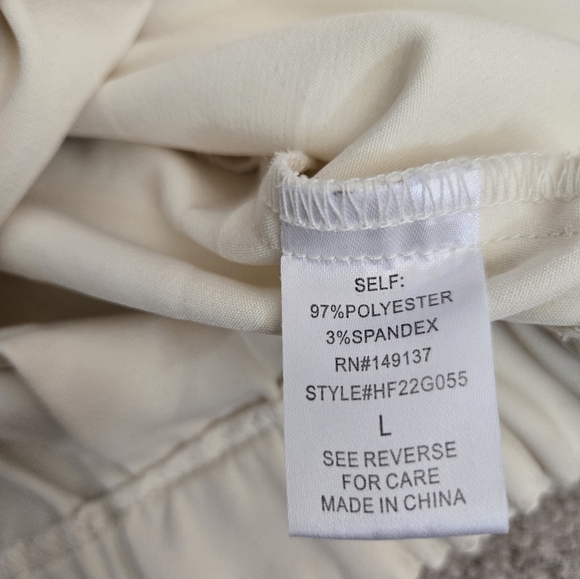 SELF:
97%POLYESTER
3%SPANDEX
RN#149137
STYLE#HF22G055
L
SEE REVERSE
FOR CARE
MADE IN CHINA